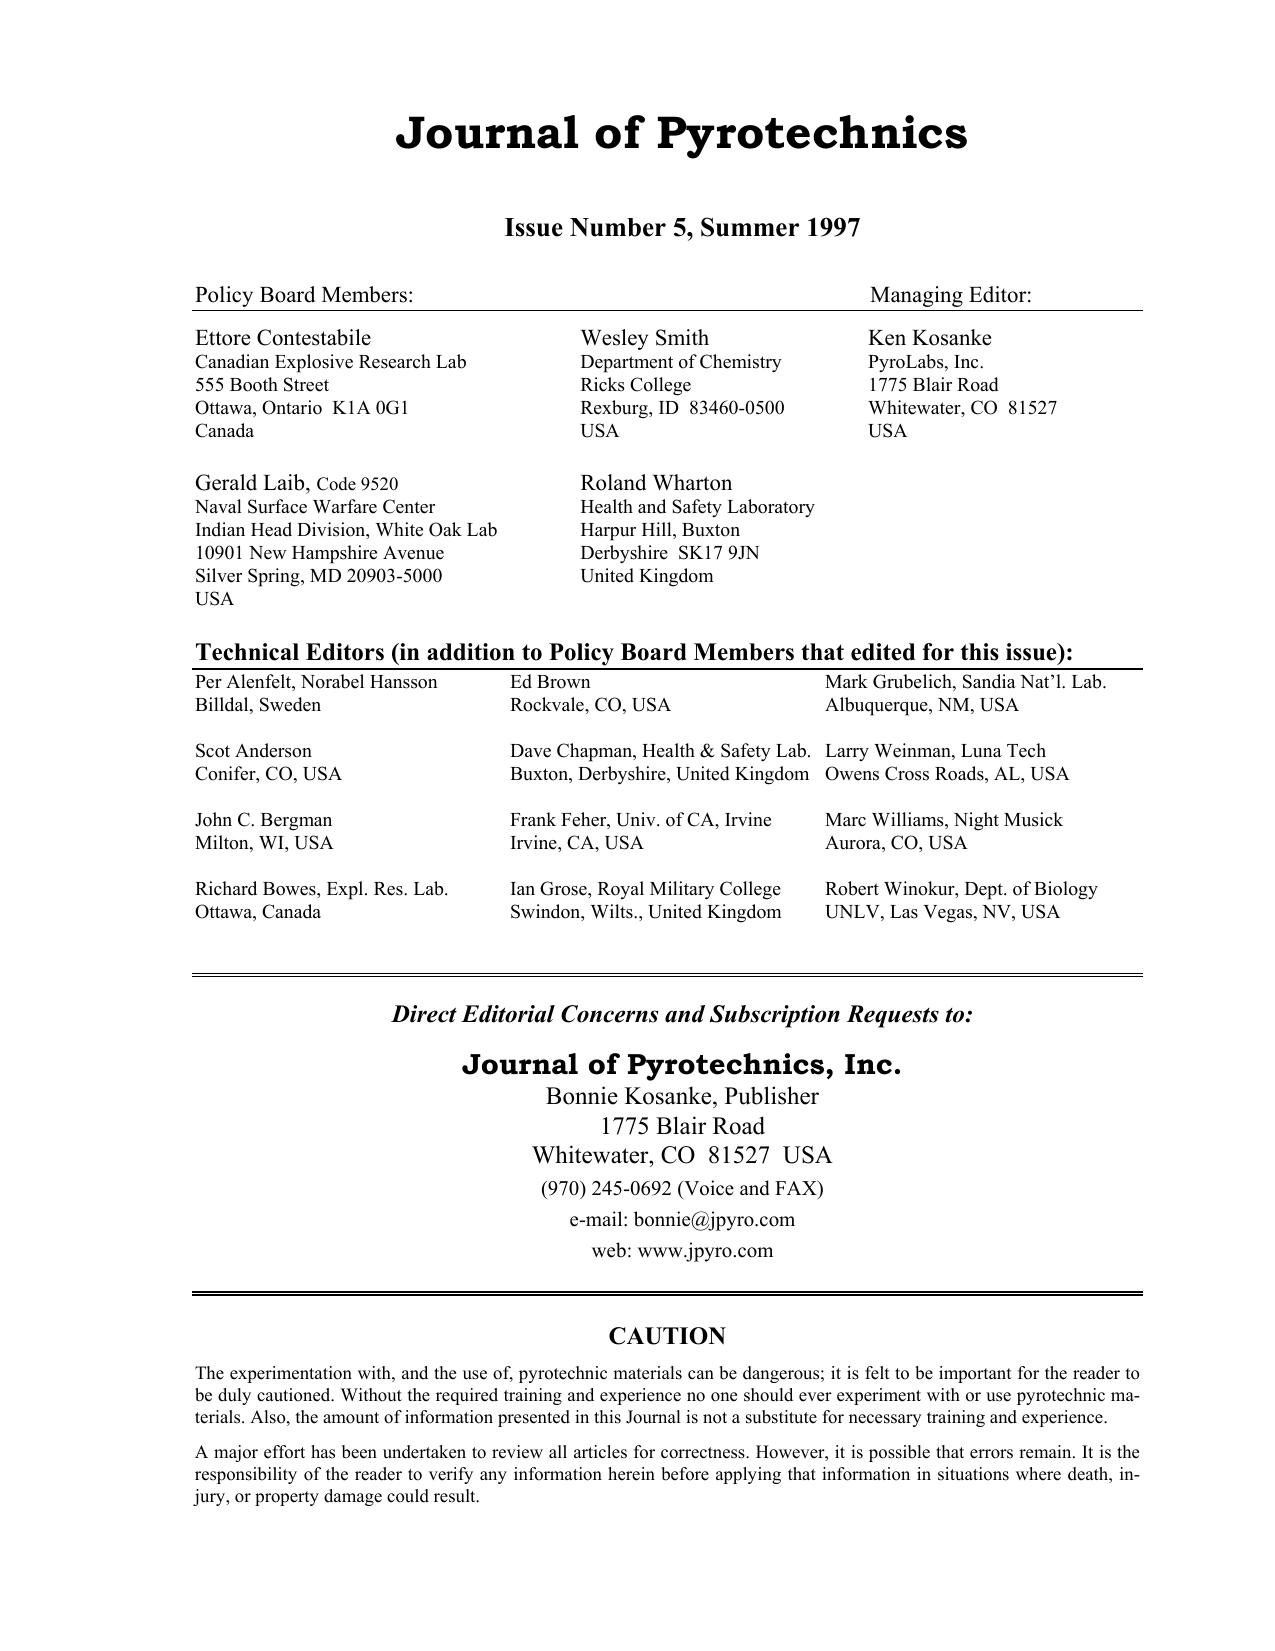 Journal of Pyrotechnics
Issue Number 5, Summer 1997
Policy Board Members:
Managing Editor:
Ettore Contestabile
Canadian Explosive Research Lab
555 Booth Street
Ottawa, Ontario  K1A 0G1
Canada
Wesley Smith
Department of Chemistry
Ricks College
Rexburg, ID  83460-0500
USA
Ken Kosanke
PyroLabs, Inc.
1775 Blair Road
Whitewater, CO  81527
USA
Gerald Laib, Code 9520
Naval Surface Warfare Center
Indian Head Division, White Oak Lab
10901 New Hampshire Avenue
Silver Spring, MD 20903-5000
USA
Roland Wharton
Health and Safety Laboratory
Harpur Hill, Buxton
Derbyshire  SK17 9JN
United Kingdom
Technical Editors (in addition to Policy Board Members that edited for this issue):
Per Alenfelt, Norabel Hansson
Billdal, Sweden
Ed Brown
Rockvale, CO, USA
Mark Grubelich, Sandia Nat’l. Lab.
Albuquerque, NM, USA
Scot Anderson
Conifer, CO, USA
Dave Chapman, Health & Safety Lab.
Buxton, Derbyshire, United Kingdom
Larry Weinman, Luna Tech
Owens Cross Roads, AL, USA
John C. Bergman
Milton, WI, USA
Frank Feher, Univ. of CA, Irvine
Irvine, CA, USA
Marc Williams, Night Musick
Aurora, CO, USA
Richard Bowes, Expl. Res. Lab.
Ottawa, Canada
Ian Grose, Royal Military College
Swindon, Wilts., United Kingdom
Robert Winokur, Dept. of Biology
UNLV, Las Vegas, NV, USA
Direct Editorial Concerns and Subscription Requests to:
Journal of Pyrotechnics, Inc.
Bonnie Kosanke, Publisher
1775 Blair Road
Whitewater, CO  81527  USA
(970) 245-0692 (Voice and FAX)
e-mail: bonnie@jpyro.com
web: www.jpyro.com
CAUTION
The experimentation with, and the use of, pyrotechnic materials can be dangerous; it is felt to be important for the reader to
be duly cautioned. Without the required training and experience no one should ever experiment with or use pyrotechnic ma-
terials. Also, the amount of information presented in this Journal is not a substitute for necessary training and experience.
A major effort has been undertaken to review all articles for correctness. However, it is possible that errors remain. It is the
responsibility of the reader to verify any information herein before applying that information in situations where death, in-
jury, or property damage could result.